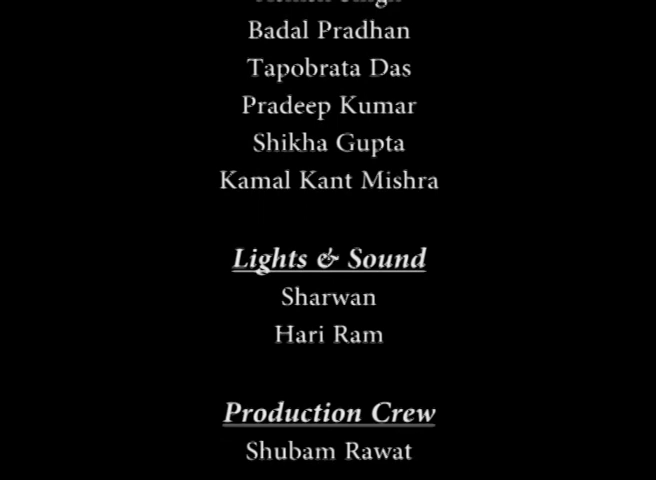 Badal Pradhan
Tapobrata Das
Pradeep Kumar
Shikha Gupta
Kamal Kant Mishra
Lights & Sound
Sharwan
Hari Ram
Production Crew
Shubam Rawat